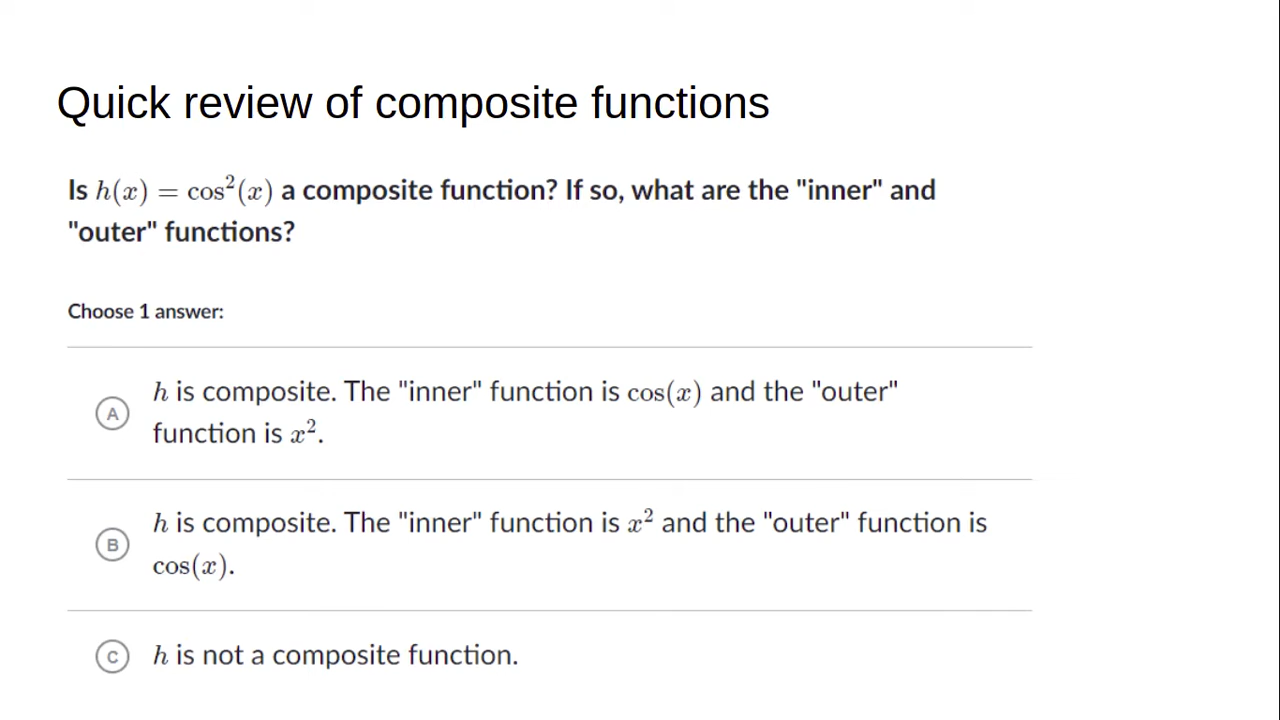 Quick review of composite functions
Is h(x) = cos²(x) a composite function? If so, what are the "inner" and
"outer" functions?
Choose 1 answer:
A h is composite. The "inner" function is cos(x) and the "outer"
function is x².
B h is composite. The "inner" function is x² and the "outer" function is
cos(x).
C h is not a composite function.